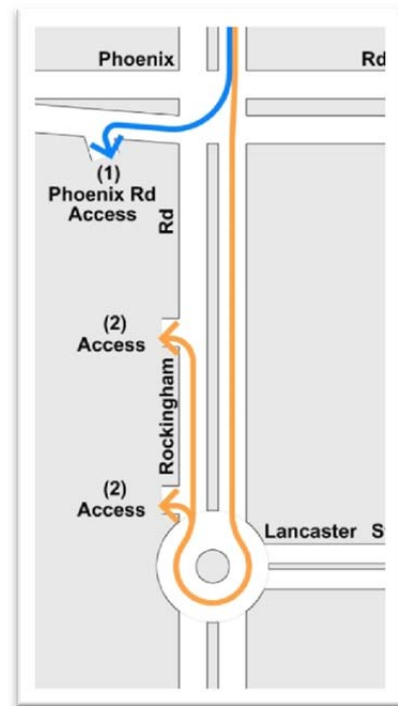 Phoenix Rd
(1)
Phoenix Rd
Access
Rockingham Rd
(2)
Access
(2)
Access
Lancaster S